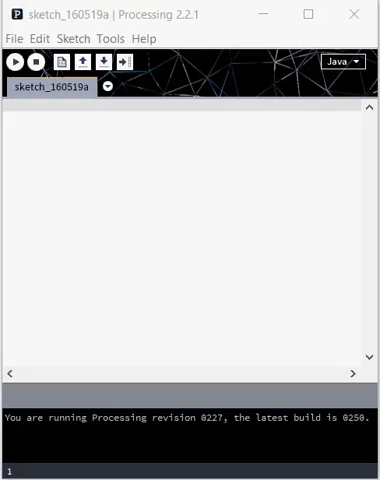 P sketch_160519a | Processing 2.2.1
File Edit Sketch Tools Help
Java
sketch_160519a
You are running Processing revision 0227, the latest build is 0250.
1